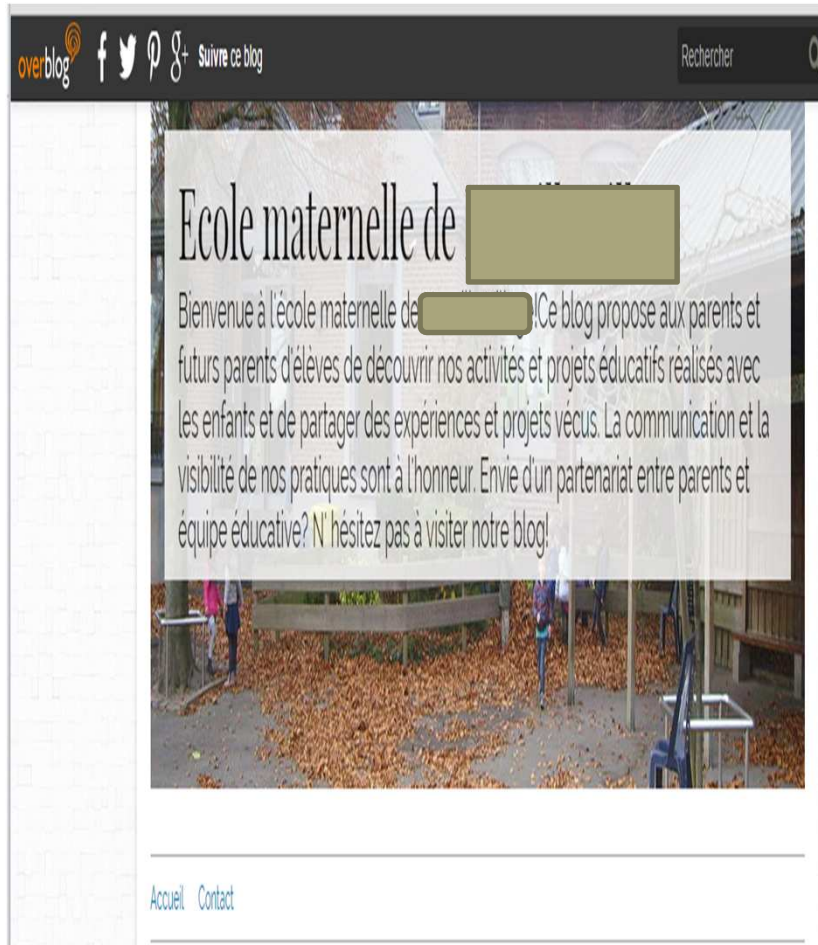 overblog f Suivre ce blog Rechercher
Ecole maternelle de
Bienvenue à l'école maternelle de !Ce blog propose aux parents et
futurs parents d'élèves de découvrir nos activités et projets éducatifs réalisés avec
les enfants et de partager des expériences et projets vécus. La communication et la
visibilité de nos pratiques sont à l'honneur. Envie d'un partenariat entre parents et
équipe éducative? N' hésitez pas à visiter notre blog!
Accueil Contact